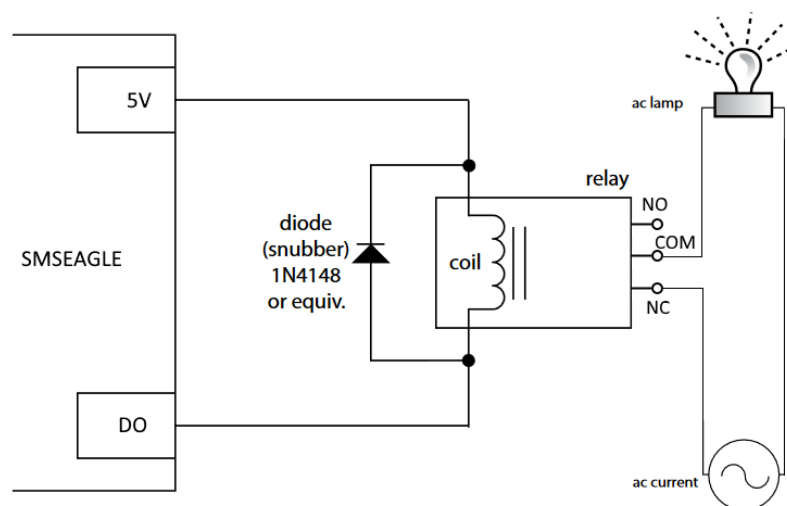 5V
ac lamp
relay
NO
diode
(snubber)
1N4148
or equiv.
COM
SMSEAGLE
coil
NC
DO
ac current